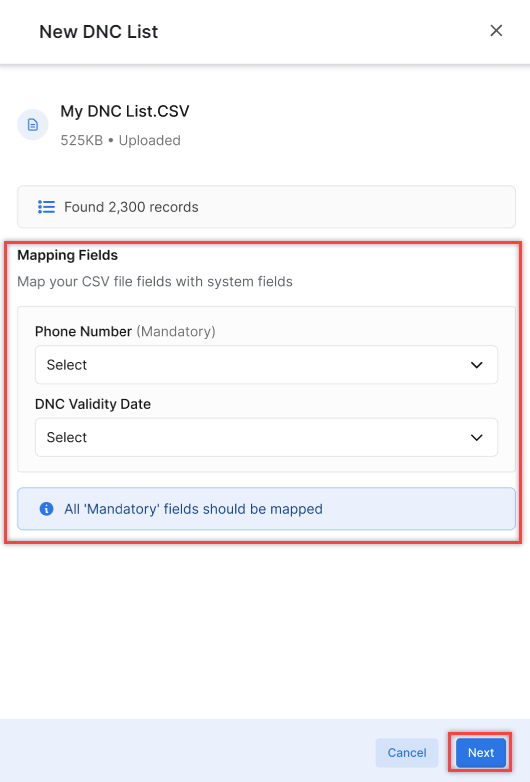 New DNC List
My DNC List.CSV
525KB • Uploaded
Found 2,300 records
Mapping Fields
Map your CSV file fields with system fields
Phone Number (Mandatory)
Select
DNC Validity Date
Select
All 'Mandatory' fields should be mapped
Cancel Next